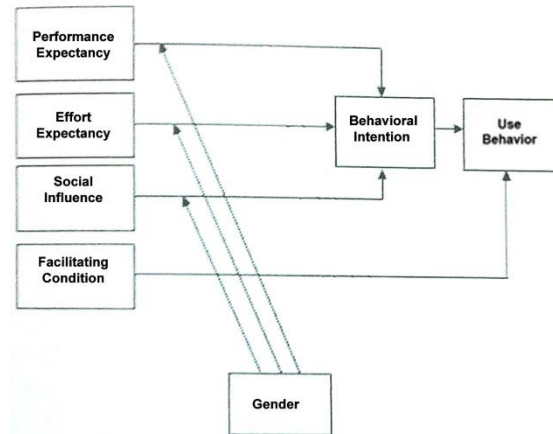 Performance
Expectancy
Effort
Expectancy
Social
Influence
Facilitating
Condition
Behavioral
Intention
Use
Behavior
Gender